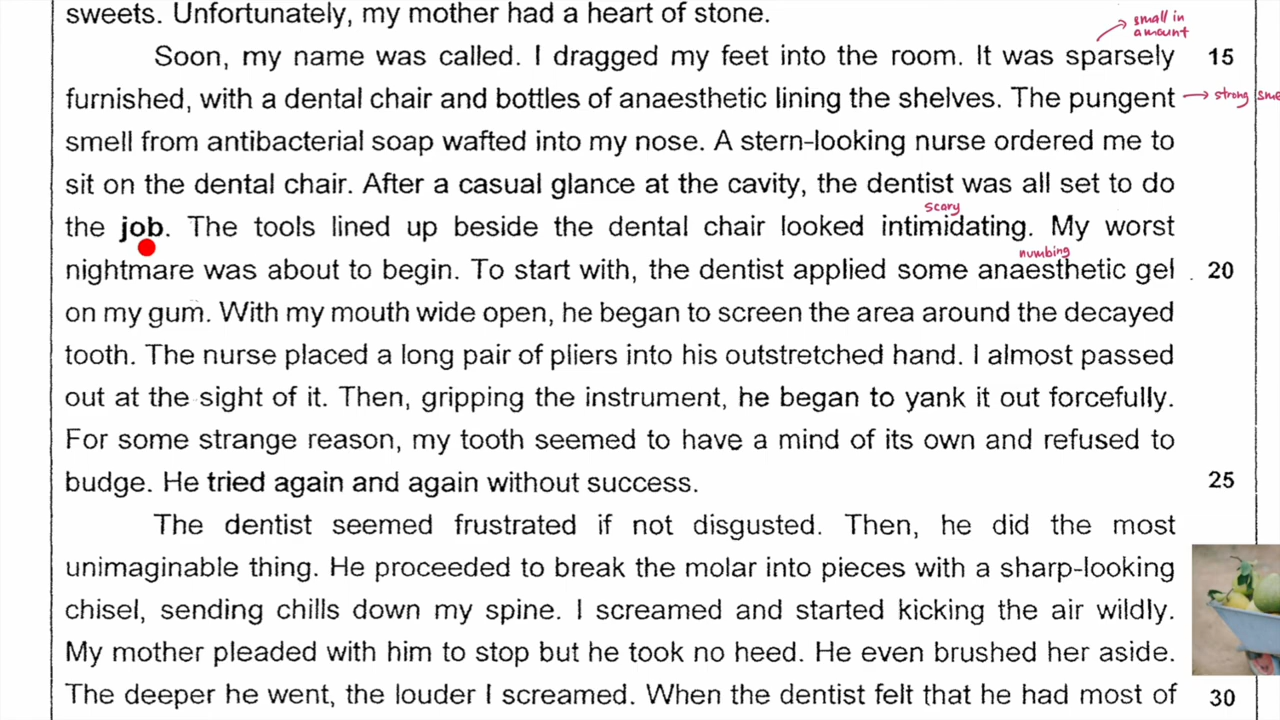 sweets. Unfortunately, my mother had a heart of stone.
small in
amount
Soon, my name was called. I dragged my feet into the room. It was sparsely 15
furnished, with a dental chair and bottles of anaesthetic lining the shelves. The pungent → strong
smell from antibacterial soap wafted into my nose. A stern-looking nurse ordered me to
sit on the dental chair. After a casual glance at the cavity, the dentist was all set to do
scary
the job. The tools lined up beside the dental chair looked intimidating. My worst
numbing
nightmare was about to begin. To start with, the dentist applied some anaesthetic gel 20
on my gum. With my mouth wide open, he began to screen the area around the decayed
tooth. The nurse placed a long pair of pliers into his outstretched hand. I almost passed
out at the sight of it. Then, gripping the instrument, he began to yank it out forcefully.
For some strange reason, my tooth seemed to have a mind of its own and refused to
budge. He tried again and again without success. 25
The dentist seemed frustrated if not disgusted. Then, he did the most
unimaginable thing. He proceeded to break the molar into pieces with a sharp-looking
chisel, sending chills down my spine. I screamed and started kicking the air wildly.
My mother pleaded with him to stop but he took no heed. He even brushed her aside.
The deeper he went, the louder I screamed. When the dentist felt that he had most of 30